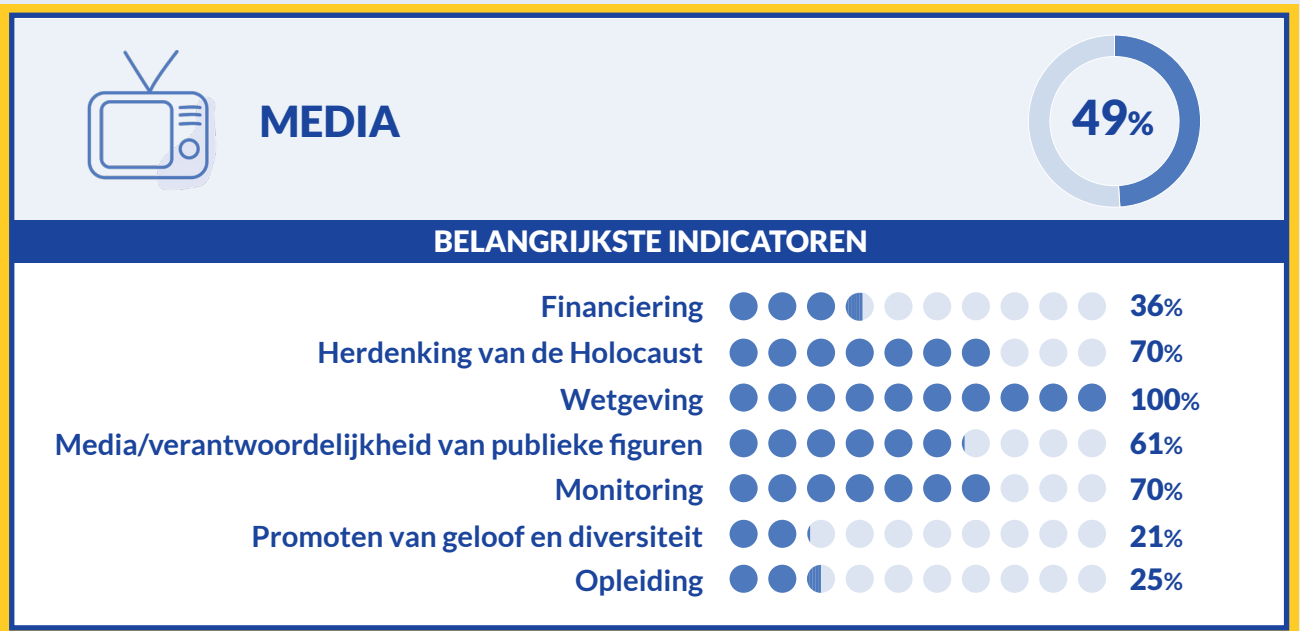 MEDIA
49%
BELANGRIJKSTE INDICATOREN
Financiering 36%
Herdenking van de Holocaust 70%
Wetgeving 100%
Media/verantwoordelijkheid van publieke figuren 61%
Monitoring 70%
Promoten van geloof en diversiteit 21%
Opleiding 25%